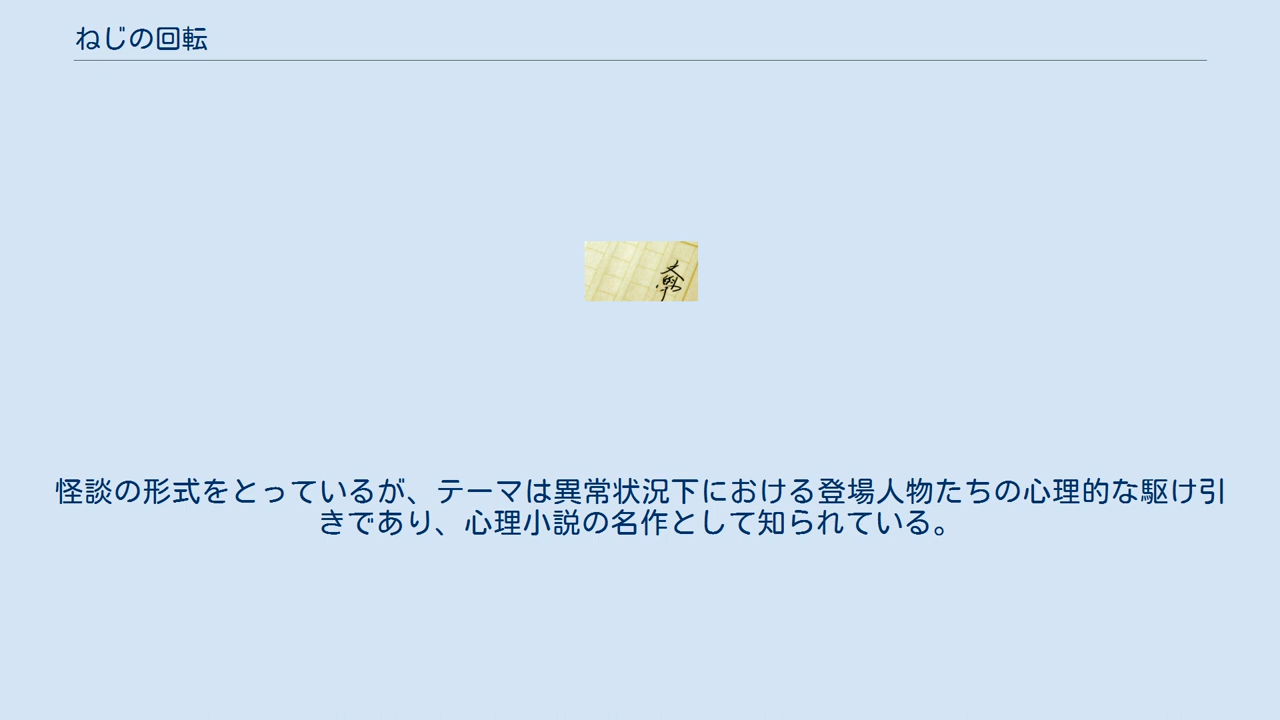 ねじの回転
怪談の形式をとっているが、テーマは異常状況下における登場人物たちの心理的な駆け引
きであり、心理小説の名作として知られている。